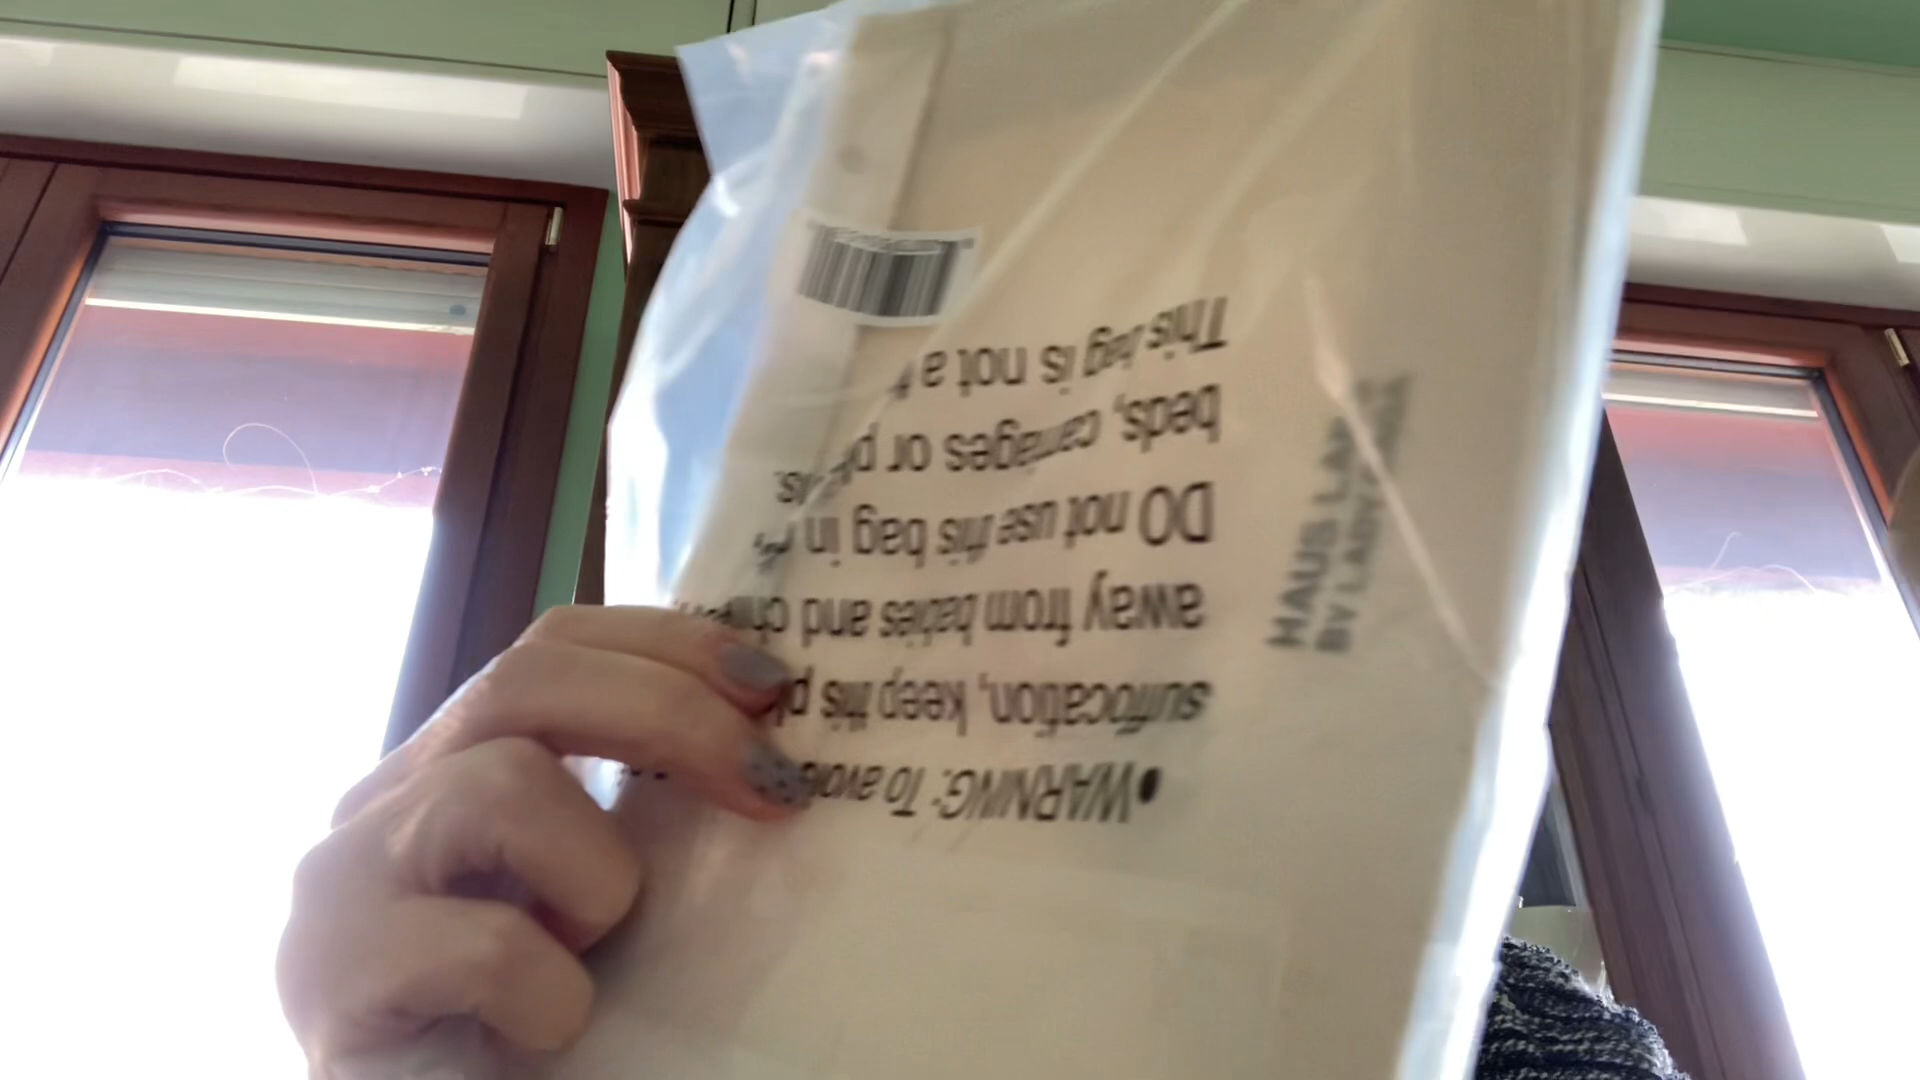 •WARNING: To avoid
suffocation, keep this
away from babies and
DO not use this bag in
beds, carriages or
This bag is not a
HAUS LAB
BY LADY